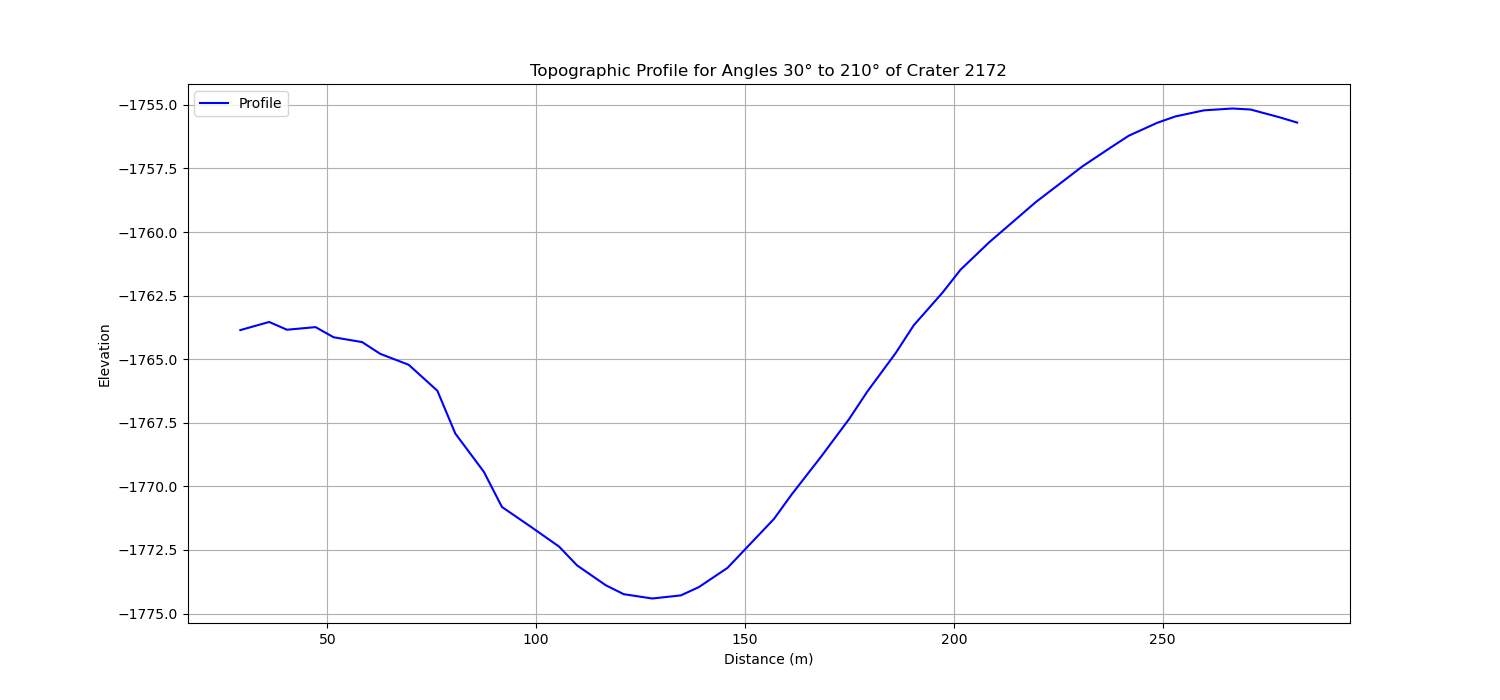 Topographic Profile for Angles 30° to 210° of Crater 2172
Profile
−1755.0
−1757.5
−1760.0
−1762.5
−1765.0
−1767.5
−1770.0
−1772.5
−1775.0
Elevation
50 100 150 200 250
Distance (m)